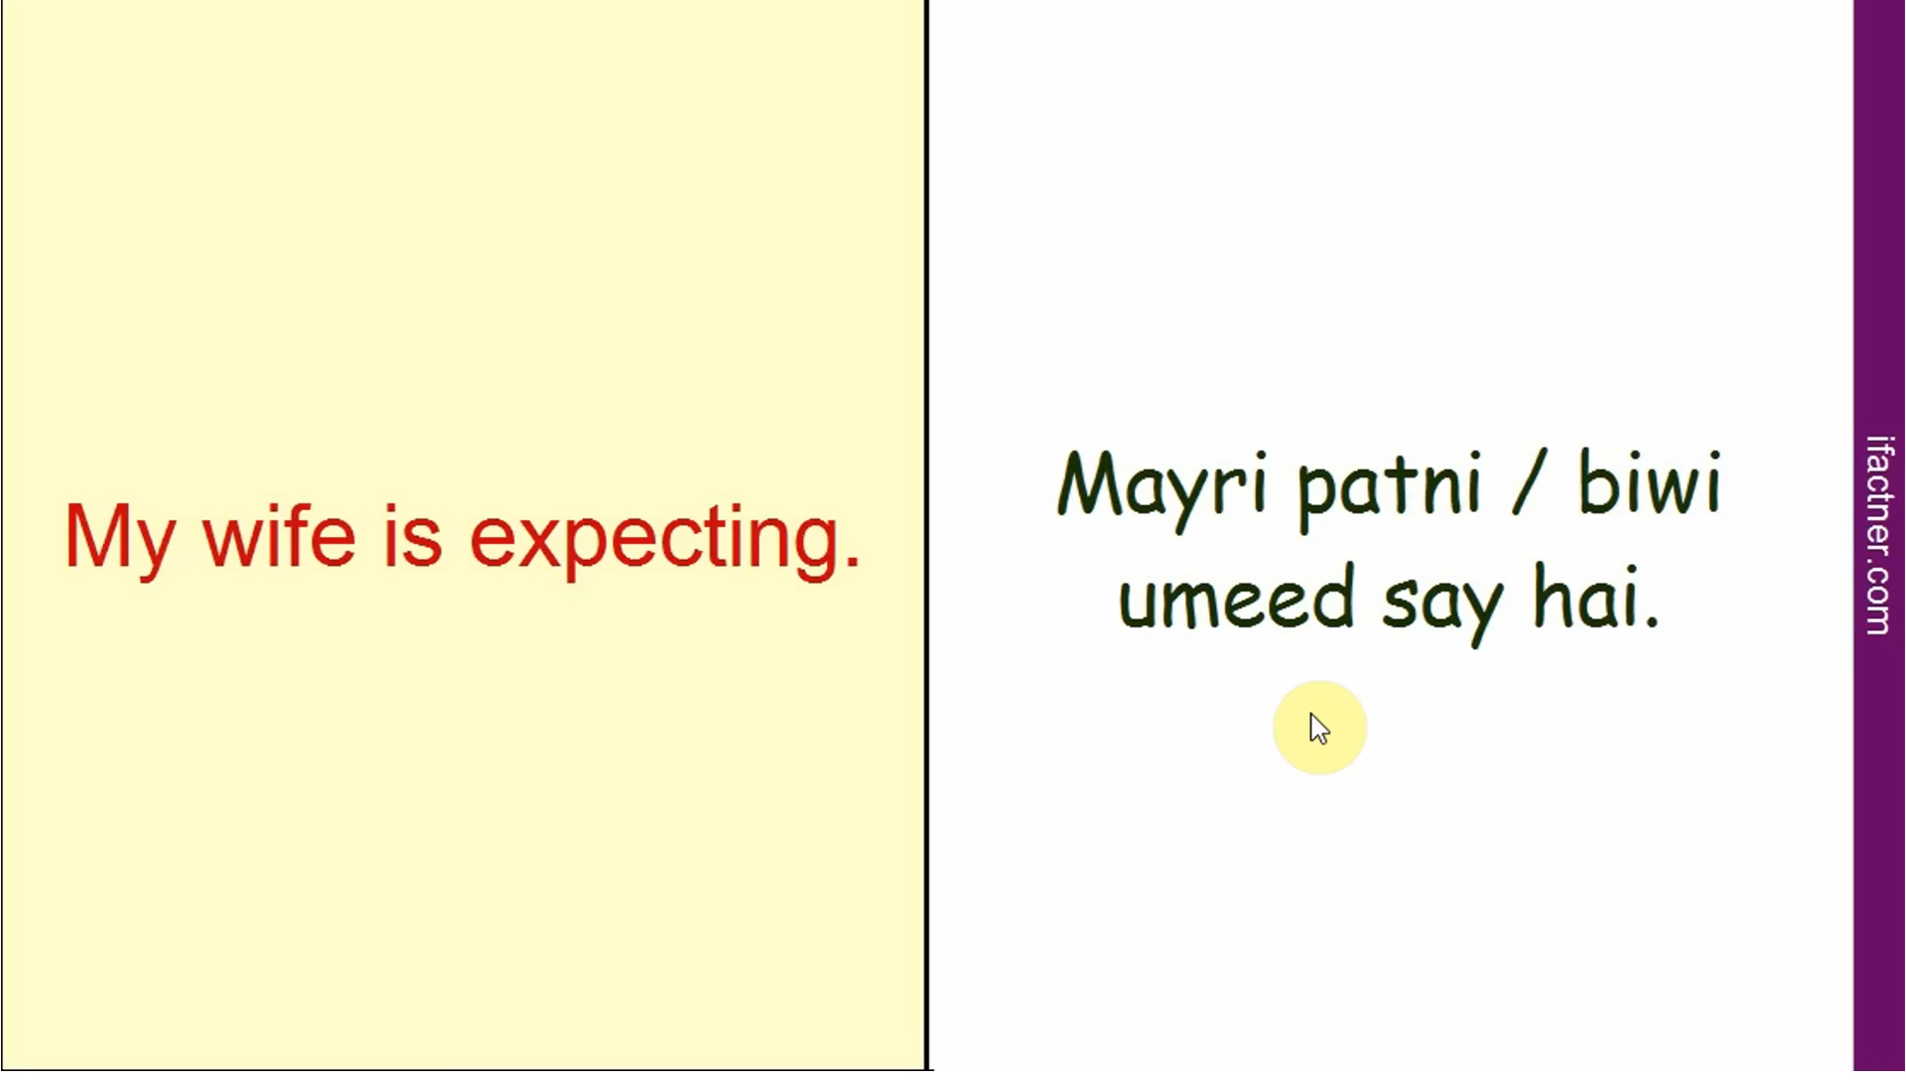 My wife is expecting.
Mayri patni / biwi
umeed say hai.
ifactner.com